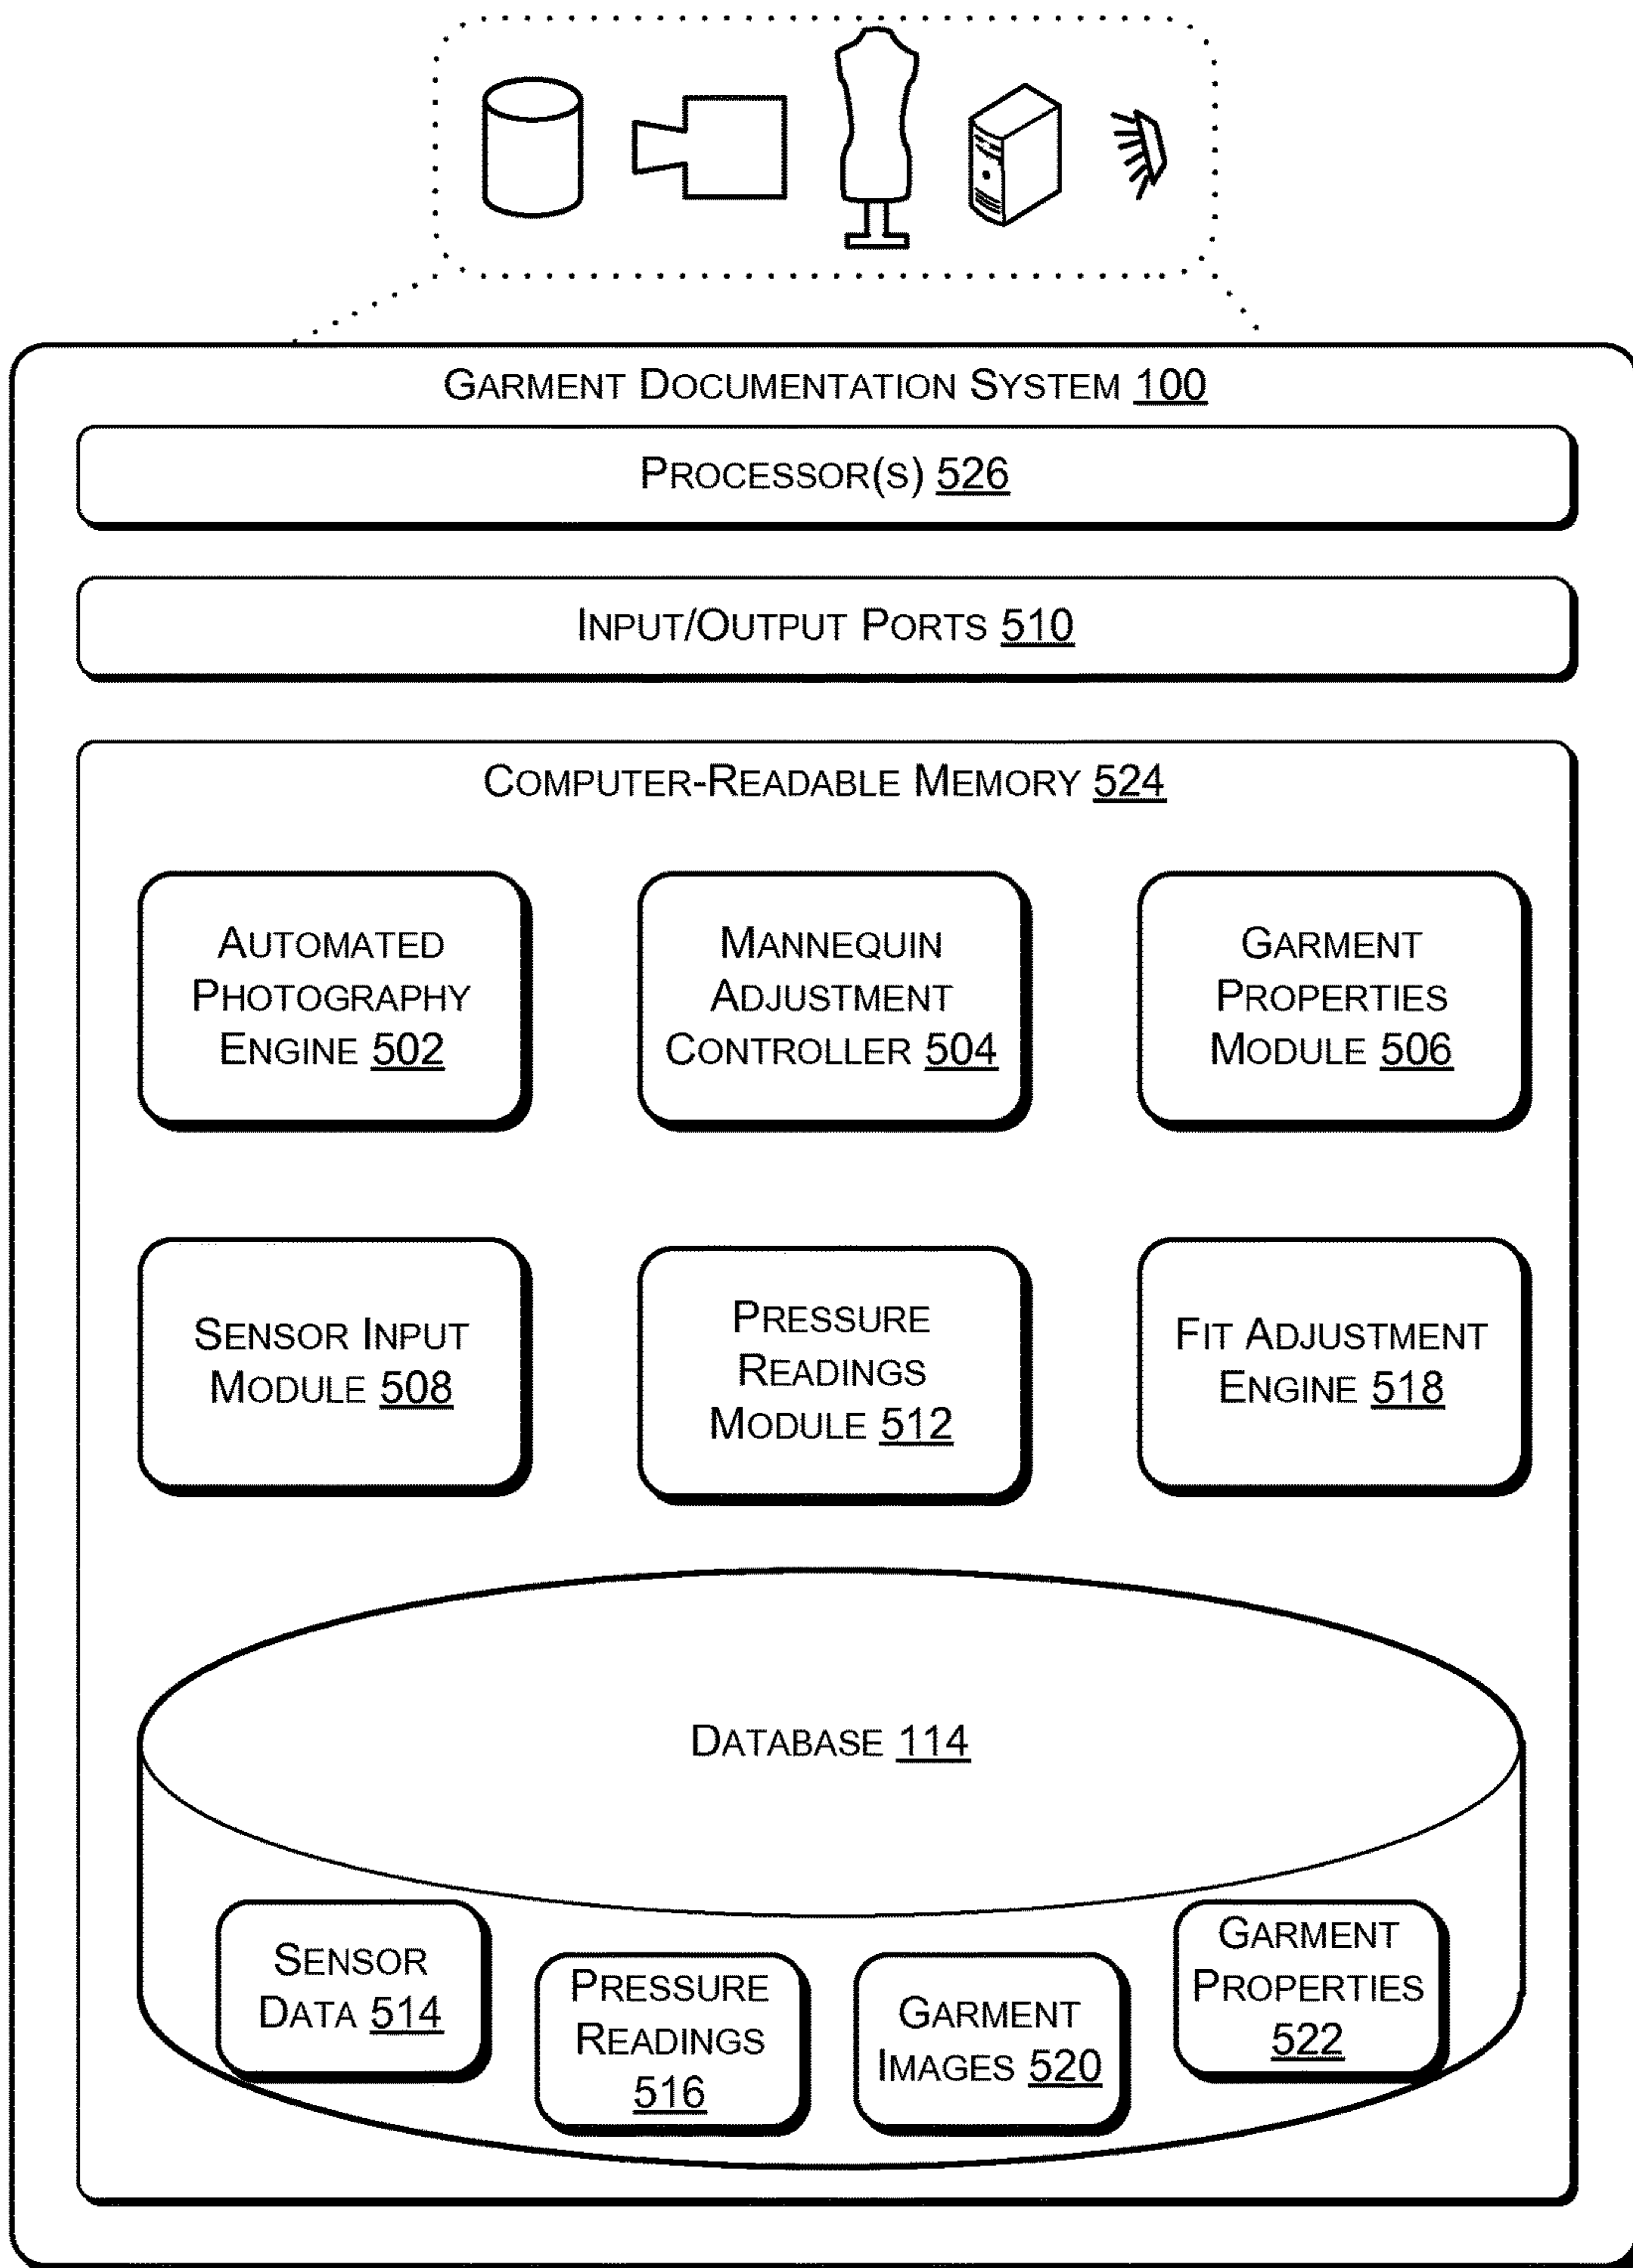 GARMENT DOCUMENTATION SYSTEM 100
PROCESSOR(S) 526
INPUT/OUTPUT PORTS 510
COMPUTER-READABLE MEMORY 524
AUTOMATED
PHOTOGRAPHY
ENGINE 502
MANNEQUIN
ADJUSTMENT
CONTROLLER 504
GARMENT
PROPERTIES
MODULE 506
SENSOR INPUT
MODULE 508
PRESSURE
READINGS
MODULE 512
FIT ADJUSTMENT
ENGINE 518
DATABASE 114
SENSOR
DATA 514
PRESSURE
READINGS
516
GARMENT
IMAGES 520
GARMENT
PROPERTIES
522